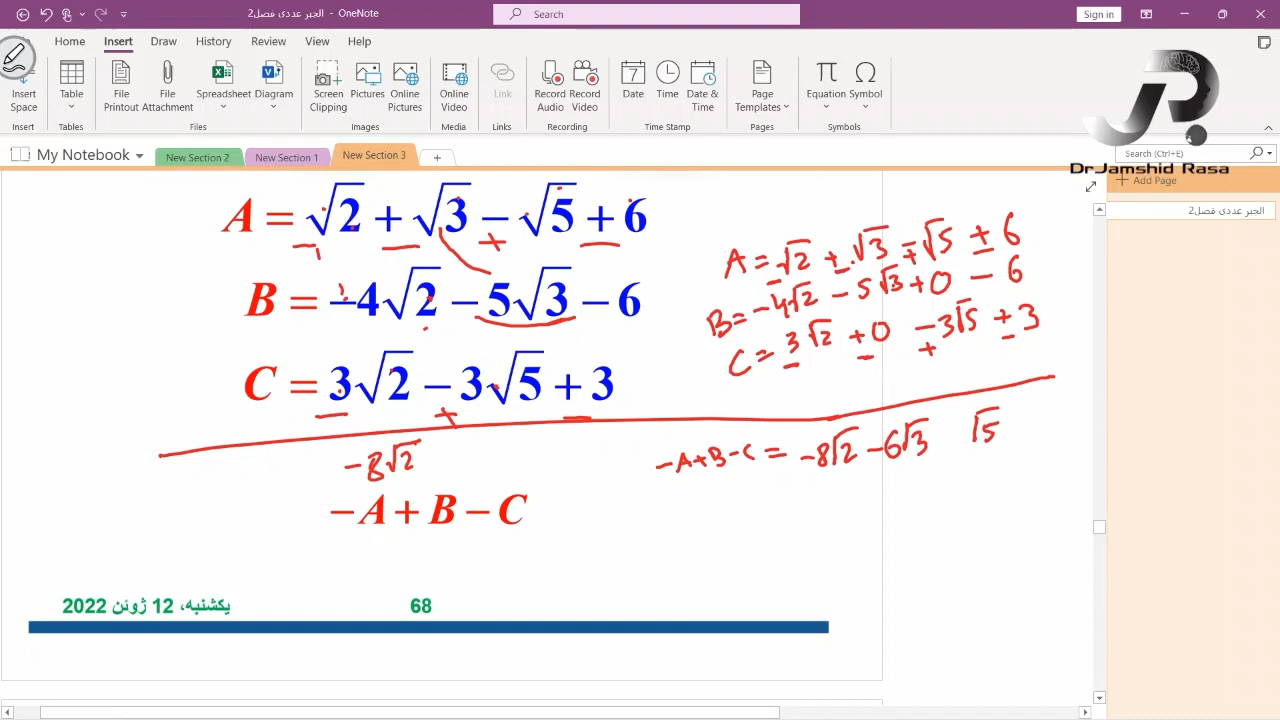 الجبر عددی فصل2 - OneNote
Search
Sign in
Home Insert Draw History Review View Help
Insert Space
Table
File Printout
File Attachment
Spreadsheet
Diagram
Screen Clipping
Pictures
Online Pictures
Online Video
Link
Record Audio
Record Video
Date
Time
Date & Time
Page Templates
Equation
Symbol
Insert Tables Files Images Media Links Recording Time Stamp Pages Symbols
My Notebook
New Section 2 New Section 1 New Section 3 +
Search (Ctrl+E)
DrJamshid Rasa
Add Page
الجبر عددی فصل2
A = √2 + √3 − √5 + 6
B = −4√2 − 5√3 − 6
C = 3√2 − 3√5 + 3
−8√2
−A + B − C
A = √2 + √3 − √5 + 6
B = −4√2 − 5√3 + 0 − 6
C = 3√2 + 0 − 3√5 + 3
−A+B−C = −8√2 − 6√3 √5
یکشنبه، 12 ژوئن 2022
68